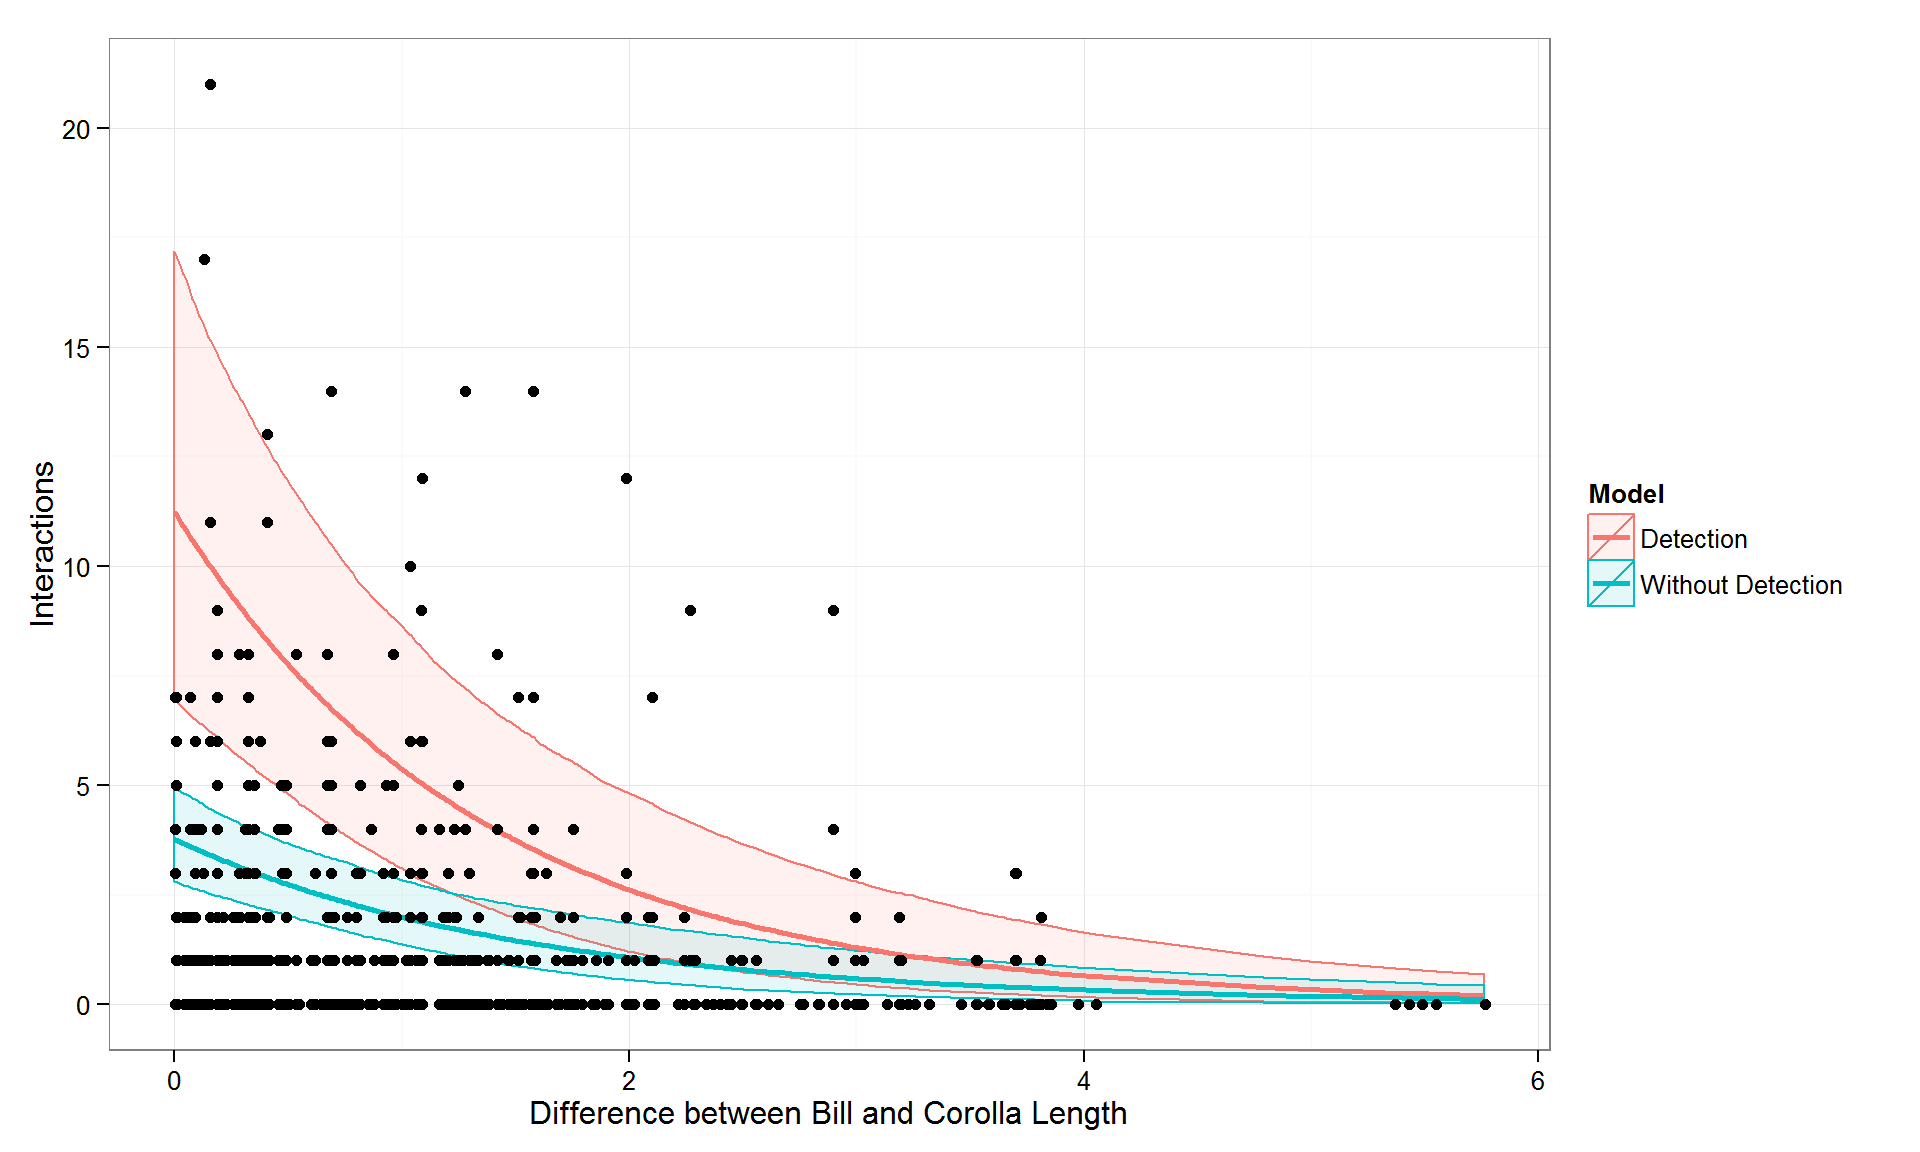 20
15
10
5
0
Interactions
0 2 4 6
Difference between Bill and Corolla Length
Model
Detection
Without Detection